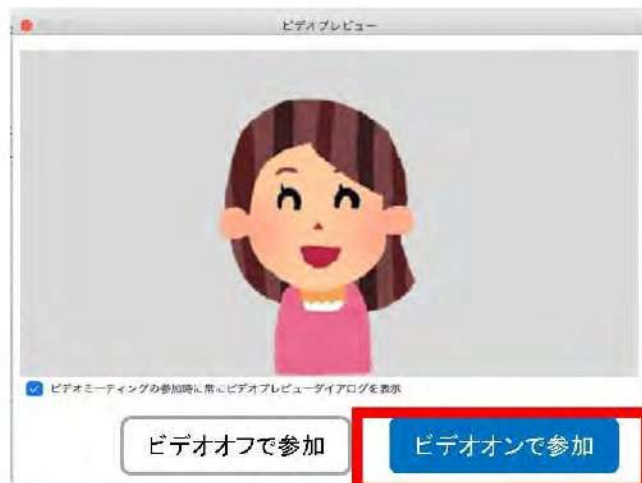 ビデオプレビュー
ビデオミーティングの参加時に常にビデオプレビューダイアログを表示
ビデオオフで参加
ビデオオンで参加